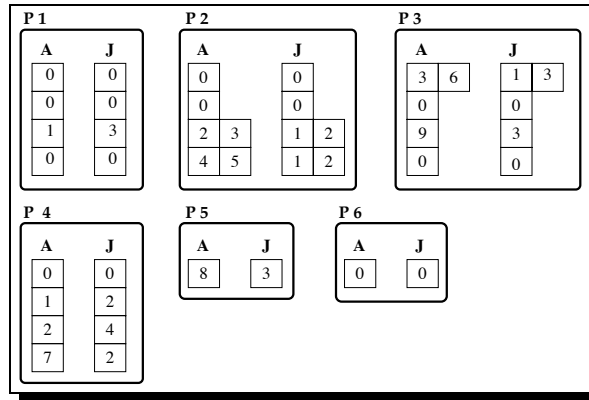 P 1 P 2 P 3
A J A J A J
0 0 0 0 3 6 1 3
0 0 0 0 0 0
1 3 2 3 1 2 9 3
0 0 4 5 1 2 0 0
P 4 P 5 P 6
A J A J A J
0 0 8 3 0 0
1 2
2 4
7 2